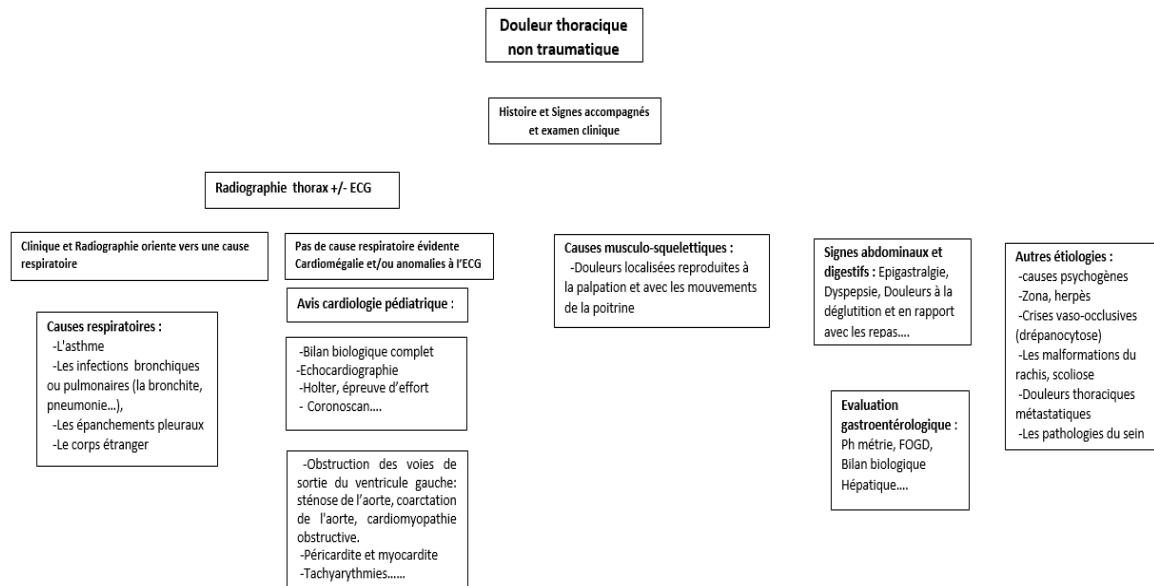 Douleur thoracique
non traumatique
Histoire et Signes accompagnés
et examen clinique
Radiographie thorax +/- ECG
Clinique et Radiographie oriente vers une cause
respiratoire
Causes respiratoires :
-L'asthme
-Les infections bronchiques
ou pulmonaires (la bronchite,
pneumonie...),
-Les épanchements pleuraux
-Le corps étranger
Pas de cause respiratoire évidente
Cardiomégalie et/ou anomalies à l'ECG
Avis cardiologie pédiatrique :
-Bilan biologique complet
-Echocardiographie
-Holter, épreuve d'effort
- Coronoscan....
-Obstruction des voies de
sortie du ventricule gauche:
sténose de l'aorte, coarctation
de l'aorte, cardiomyopathie
obstructive.
-Péricardite et myocardite
-Tachyarythmies......
Causes musculo-squelettiques :
-Douleurs localisées reproduites à
la palpation et avec les mouvements
de la poitrine
Signes abdominaux et
digestifs : Epigastralgie,
Dyspepsie, Douleurs à la
déglutition et en rapport
avec les repas....
Evaluation
gastroentérologique :
Ph métrie, FOGD,
Bilan biologique
Hépatique....
Autres étiologies :
-causes psychogènes
-Zona, herpès
-Crises vaso-occlusives
(drépanocytose)
-Les malformations du
rachis, scoliose
-Douleurs thoraciques
métastatiques
-Les pathologies du sein